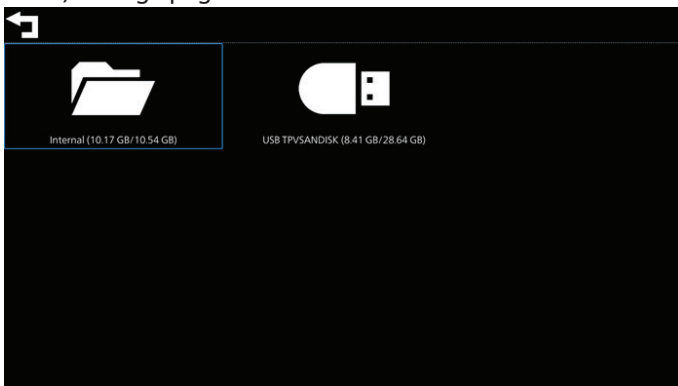 Internal (10.17 GB/10.54 GB)
USB TPVSANDISK (8.41 GB/28.64 GB)